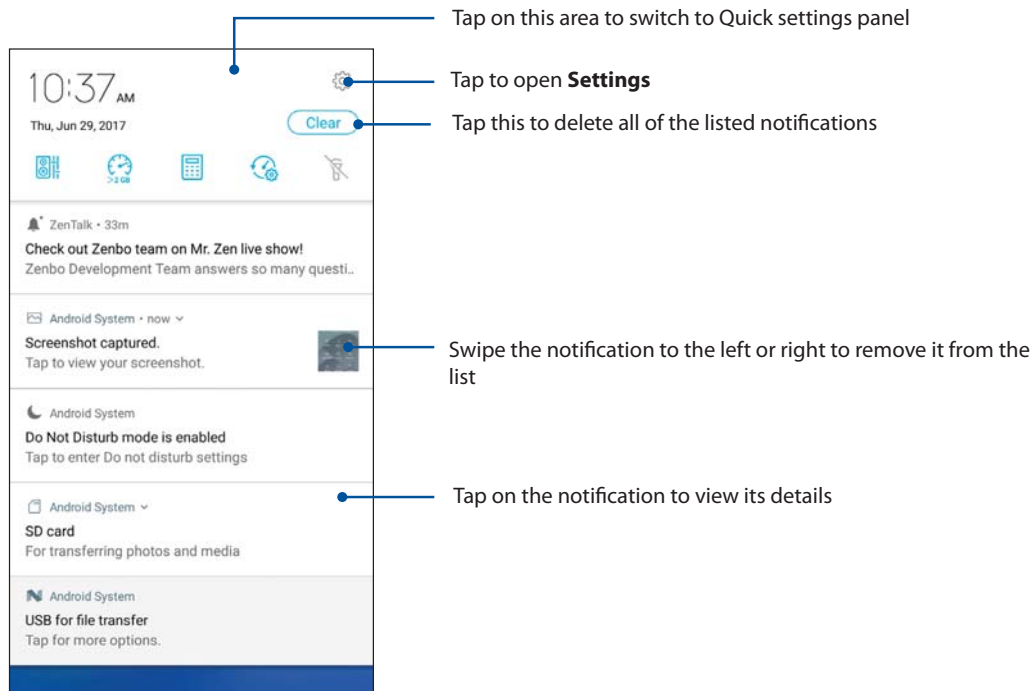 Tap on this area to switch to Quick settings panel
10:37 AM
Tap to open Settings
Thu, Jun 29, 2017
Clear
Tap this to delete all of the listed notifications
>2 GB
ZenTalk • 33m
Check out Zenbo team on Mr. Zen live show!
Zenbo Development Team answers so many questi..
Android System • now
Screenshot captured.
Tap to view your screenshot.
Swipe the notification to the left or right to remove it from the
list
Android System
Do Not Disturb mode is enabled
Tap to enter Do not disturb settings
Tap on the notification to view its details
Android System
SD card
For transferring photos and media
Android System
USB for file transfer
Tap for more options.